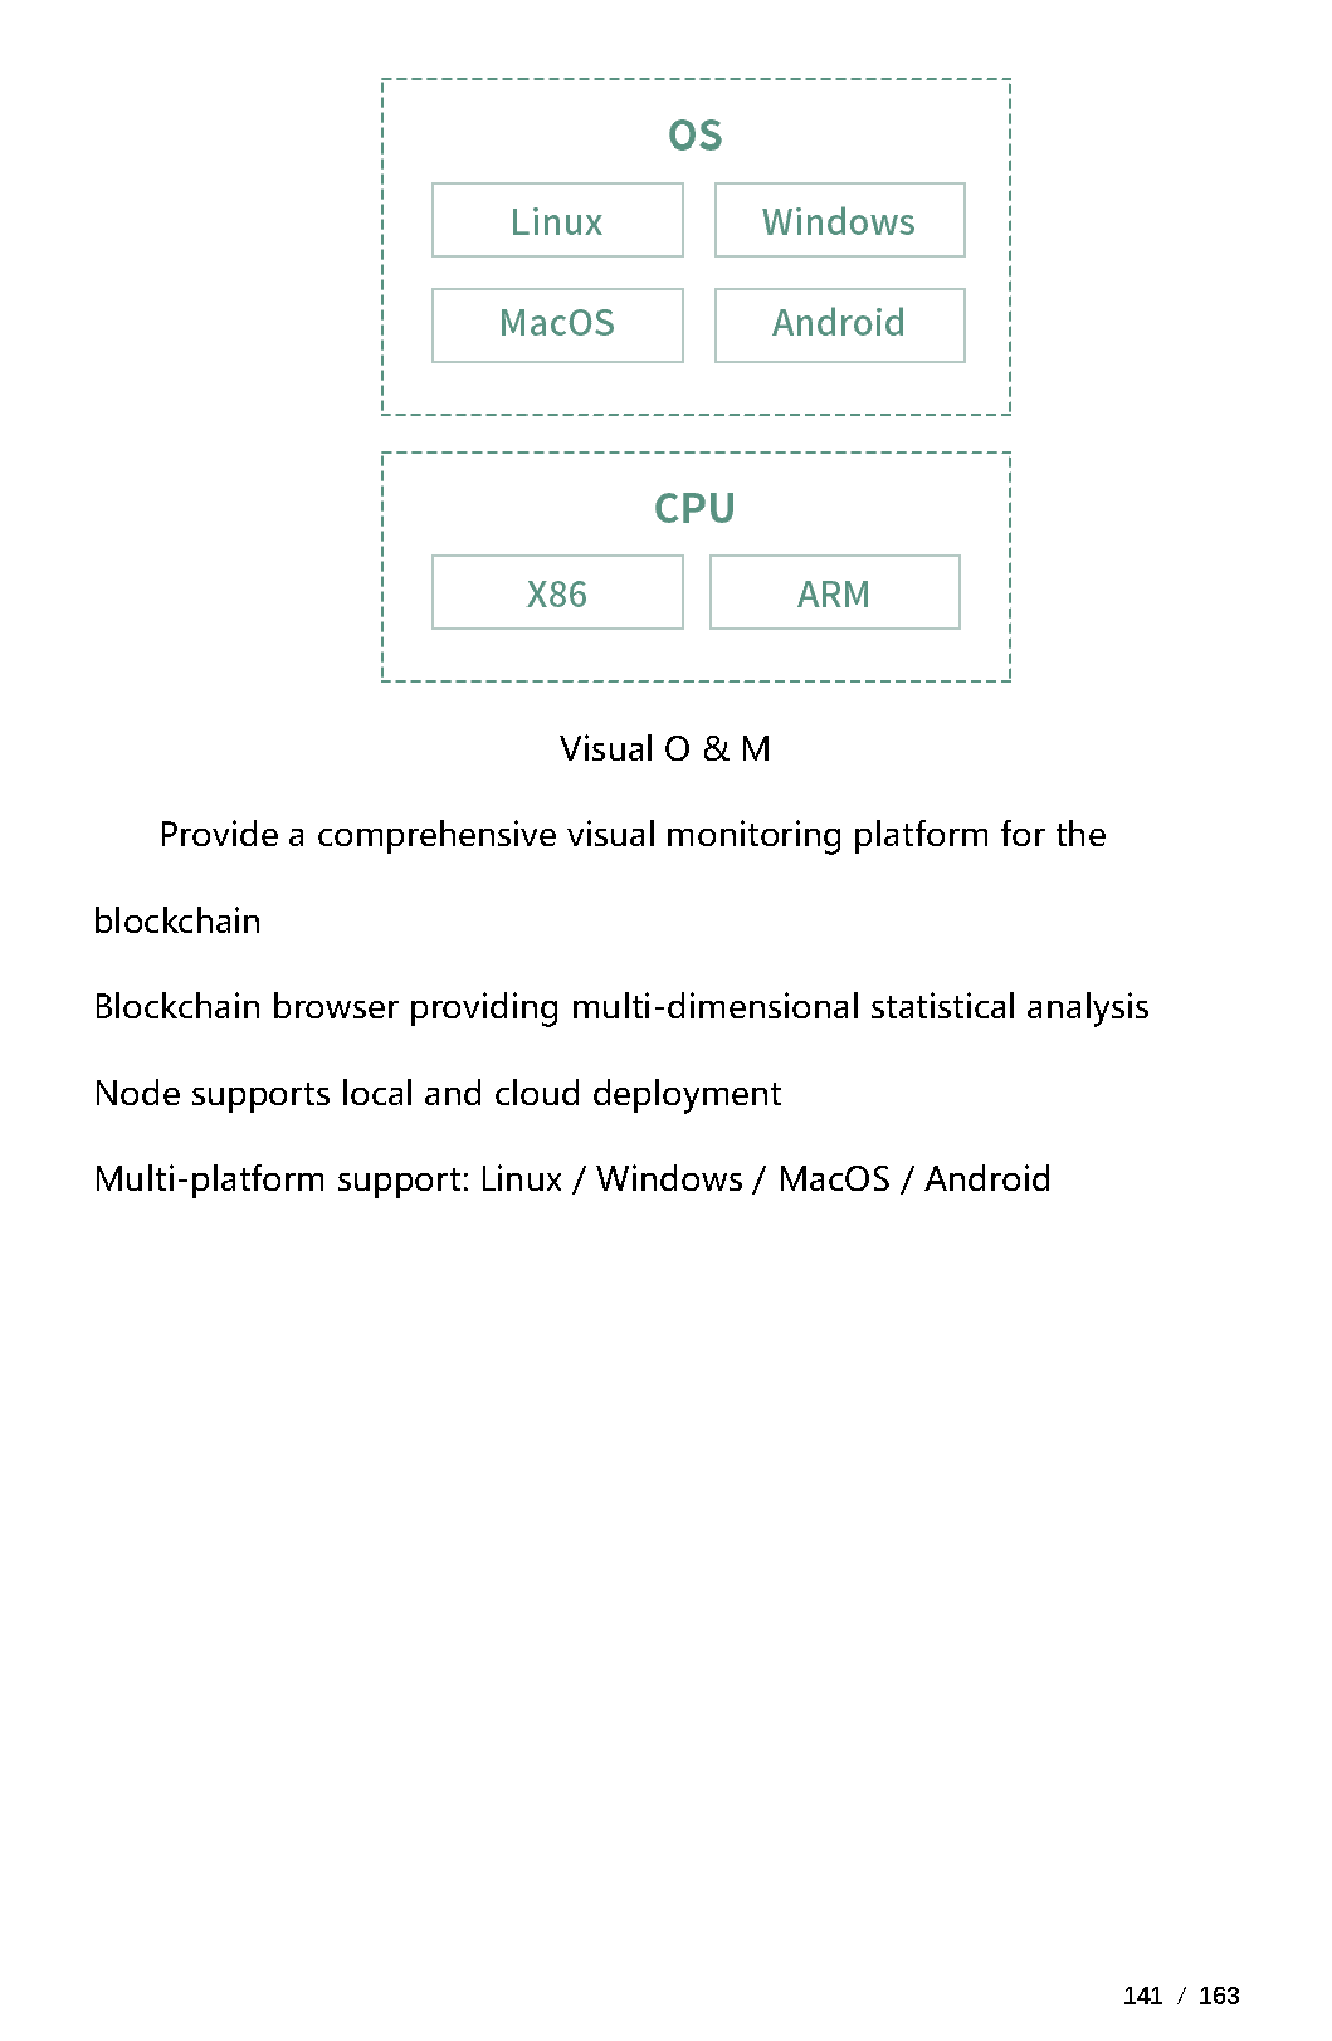 OS
Linux Windows
MacOS Android
CPU
X86 ARM
Visual O & M
Provide a comprehensive visual monitoring platform for the
blockchain
Blockchain browser providing multi-dimensional statistical analysis
Node supports local and cloud deployment
Multi-platform support: Linux / Windows / MacOS / Android
141 / 163